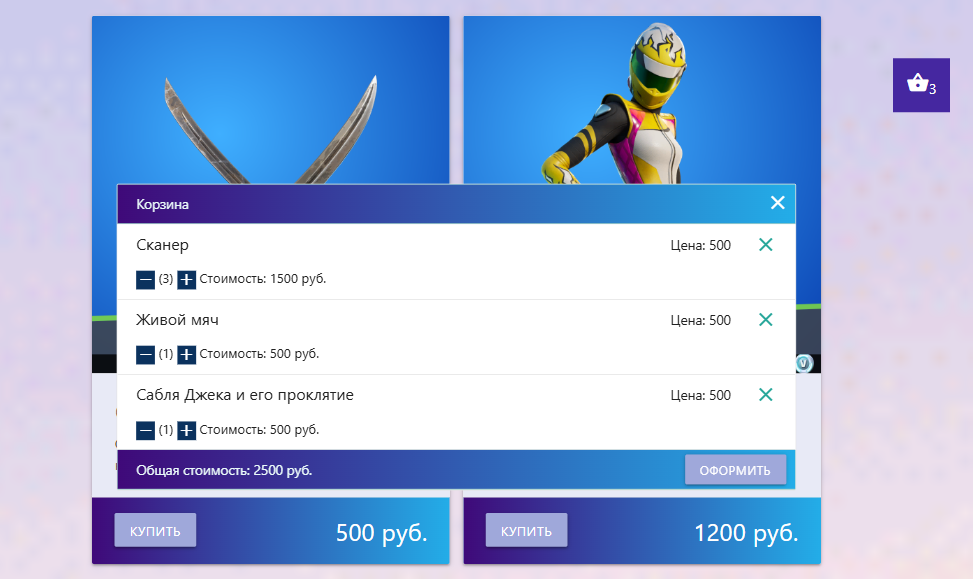 3
Корзина
Сканер Цена: 500
(3) Стоимость: 1500 руб.
Живой мяч Цена: 500
(1) Стоимость: 500 руб.
Сабля Джека и его проклятие Цена: 500
(1) Стоимость: 500 руб.
Общая стоимость: 2500 руб. ОФОРМИТЬ
КУПИТЬ 500 руб. КУПИТЬ 1200 руб.